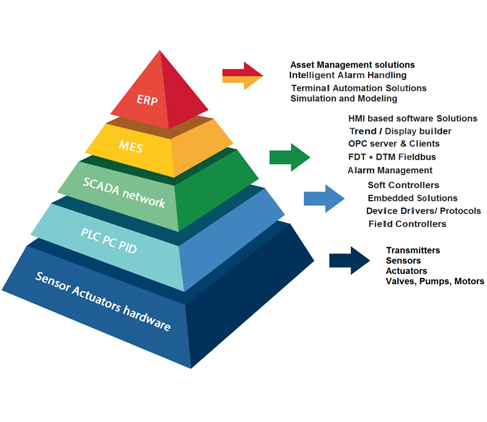 ERP
MES
SCADA network
PLC PC PID
Sensor Actuators hardware
Asset Management solutions
Intelligent Alarm Handling
Terminal Automation Solutions
Simulation and Modeling
HMI based software Solutions
Trend / Display builder
OPC server & Clients
FDT • DTM Fieldbus
Alarm Management
Soft Controllers
Embedded Solutions
Device Drivers/ Protocols
Field Controllers
Transmitters
Sensors
Actuators
Valves, Pumps, Motors